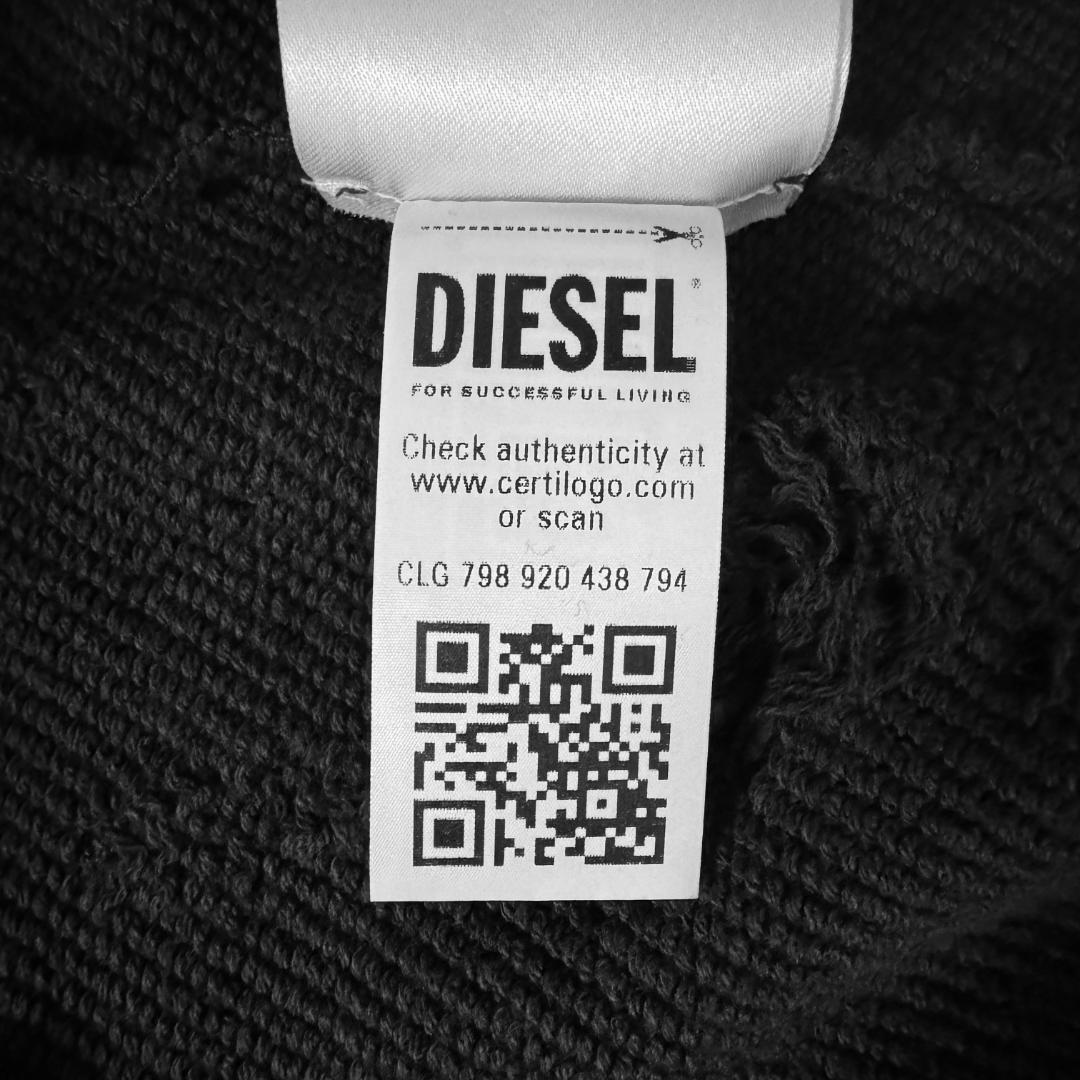 DIESEL®
FOR SUCCESSFUL LIVING
Check authenticity at
www.certilogo.com
or scan
CLG 798 920 438 794